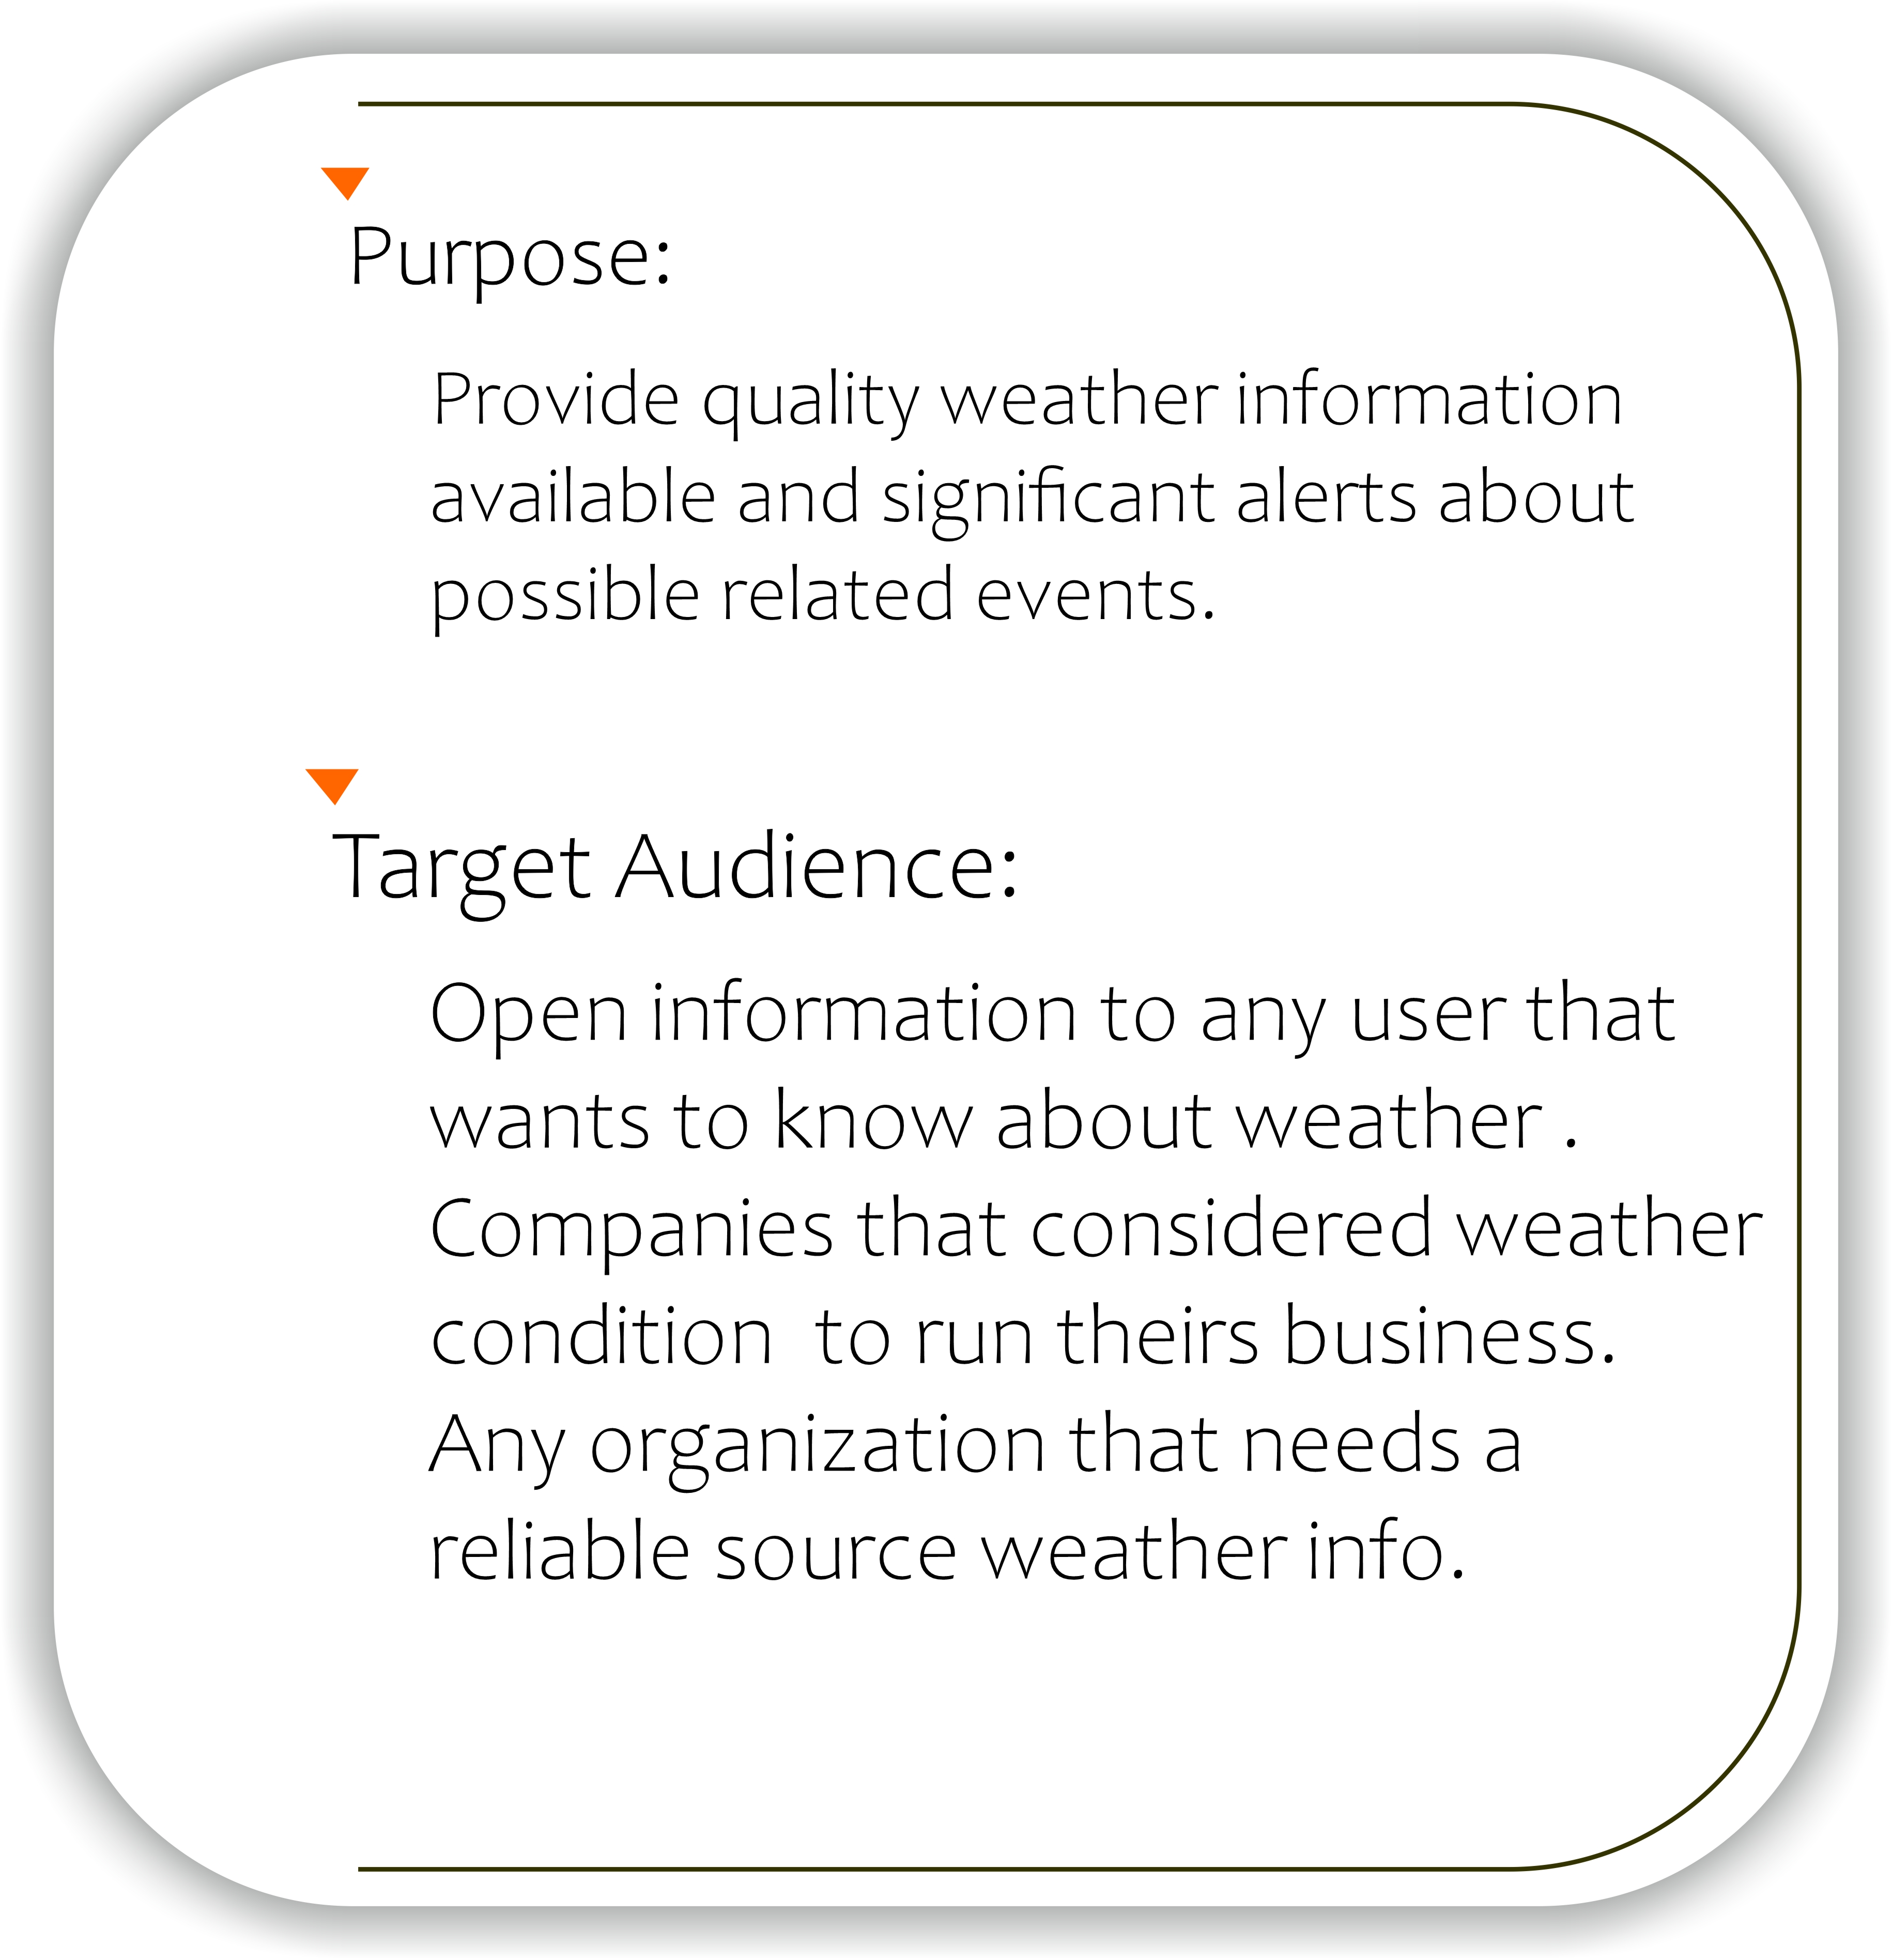 Purpose:
Provide quality weather information
available and significant alerts about
possible related events.
Target Audience:
Open information to any user that
wants to know about weather .
Companies that considered weather
condition  to run theirs business.
Any organization that needs a
reliable source weather info.